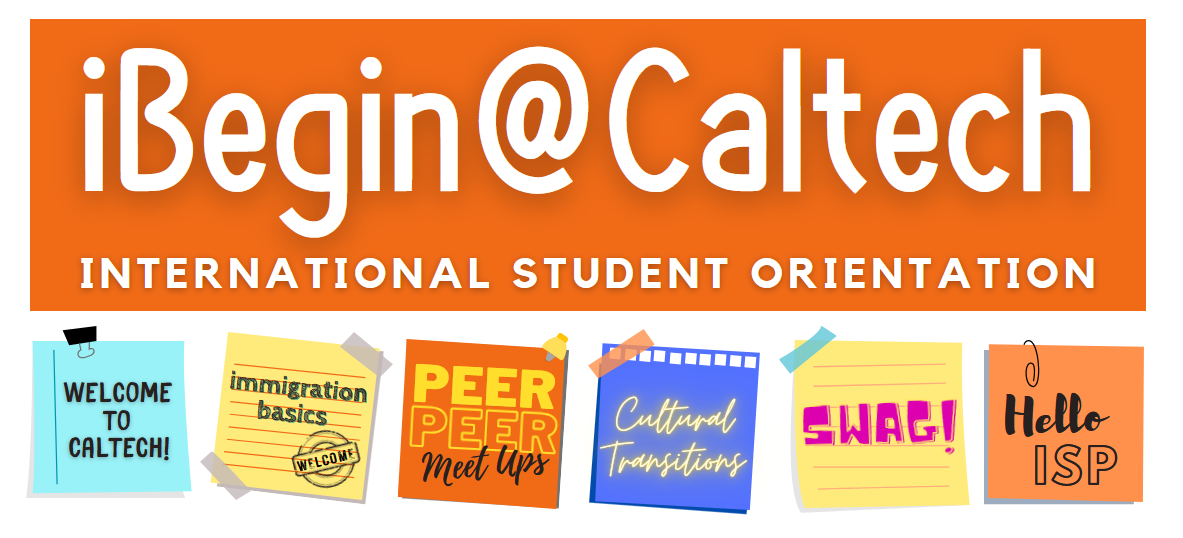 iBegin@Caltech
INTERNATIONAL STUDENT ORIENTATION
WELCOME
TO
CALTECH!
immigration
basics
WELCOME
PEER
PEER
Meet Ups
Cultural
Transitions
SWAG!
Hello
ISP